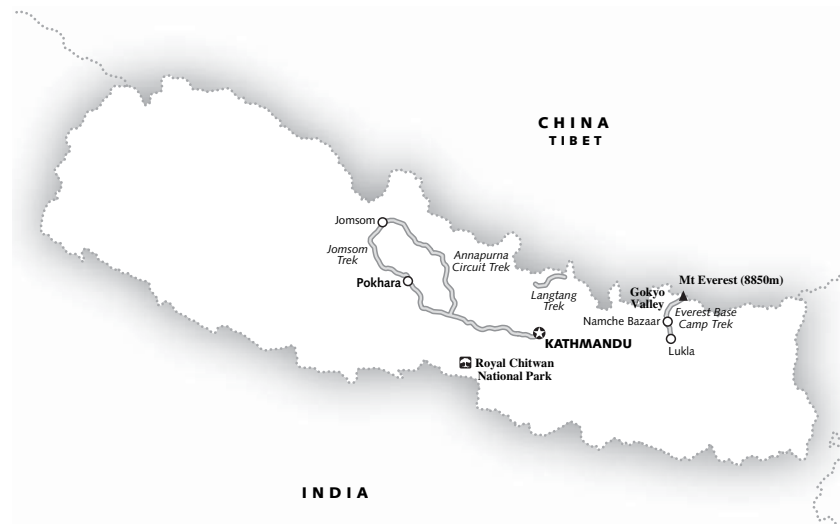 CHINA
TIBET
Jomsom
Jomsom
Trek
Annapurna
Circuit Trek
Pokhara
Langtang
Trek
Mt Everest (8850m)
Gokyo
Valley
Everest Base
Camp Trek
Namche Bazaar
Lukla
KATHMANDU
Royal Chitwan
National Park
INDIA